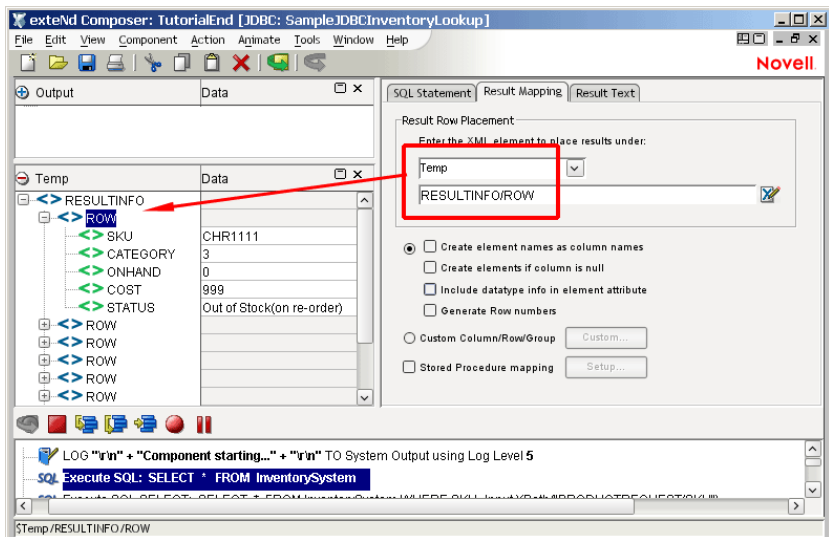 exteNd Composer: TutorialEnd [JDBC: SampleJDBCInventoryLookup]
File Edit View Component Action Animate Tools Window Help
Novell.
Output Data
SQL Statement Result Mapping Result Text
Result Row Placement
Enter the XML element to place results under:
Temp
RESULTINFO/ROW
Temp Data
RESULTINFO
ROW
SKU CHR1111
CATEGORY 3
ONHAND 0
COST 999
STATUS Out of Stock(on re-order)
ROW
ROW
ROW
ROW
ROW
Create element names as column names
Create elements if column is null
Include datatype info in element attribute
Generate Row numbers
Custom Column/Row/Group Custom...
Stored Procedure mapping Setup...
LOG "\r\n" + "Component starting..." + "\r\n" TO System Output using Log Level 5
SQL Execute SQL: SELECT * FROM InventorySystem
$Temp/RESULTINFO/ROW